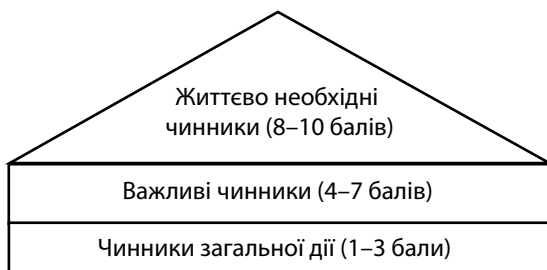 Життєво необхідні
чинники (8–10 балів)
Важливі чинники (4–7 балів)
Чинники загальної дії (1–3 бали)